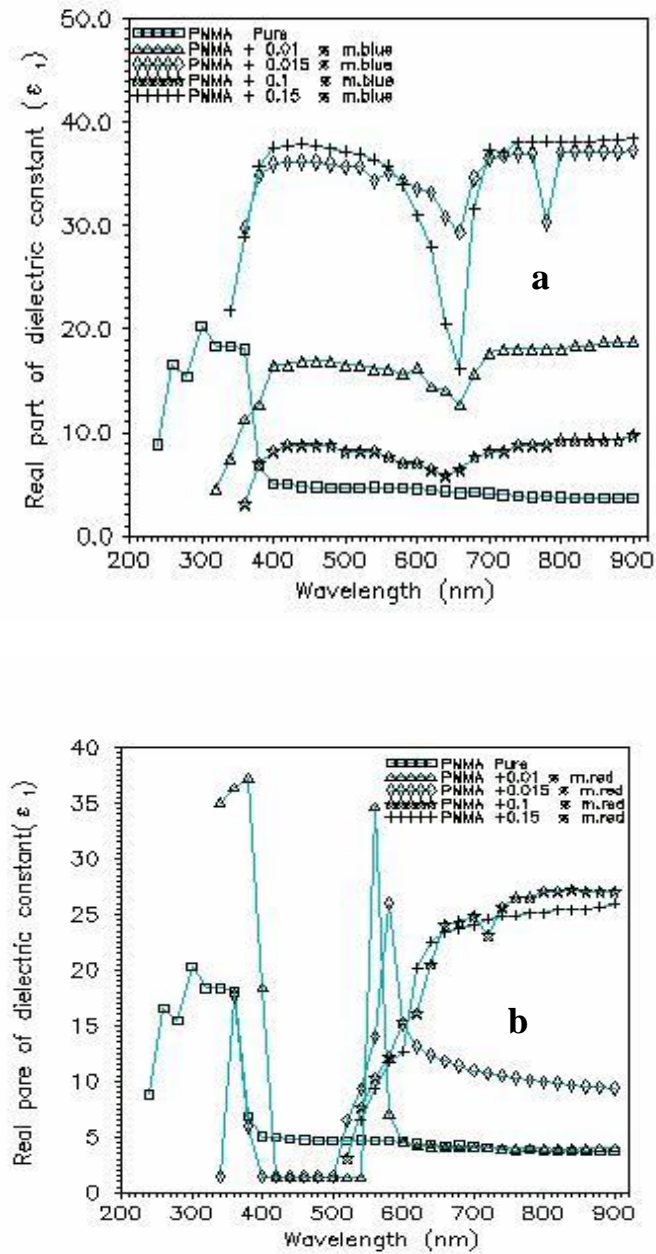 50.0
40.0
30.0
20.0
10.0
0.0
Real part of dielectric constant (ε 1)
PNMA Pure
PNMA + 0.01 % m.blue
PNMA + 0.015 % m.blue
PNMA + 0.1 % m.blue
PNMA + 0.15 % m.blue
a
200 300 400 500 600 700 800 900
Wavelength (nm)
40
35
30
25
20
15
10
5
0
Real pare of dielectric constant(ε 1)
PNMA Pure
PNMA +0.01 % m.red
PNMA +0.015 % m.red
PNMA +0.1 % m.red
PNMA +0.15 % m.red
b
200 300 400 500 600 700 800 900
Wavelength (nm)